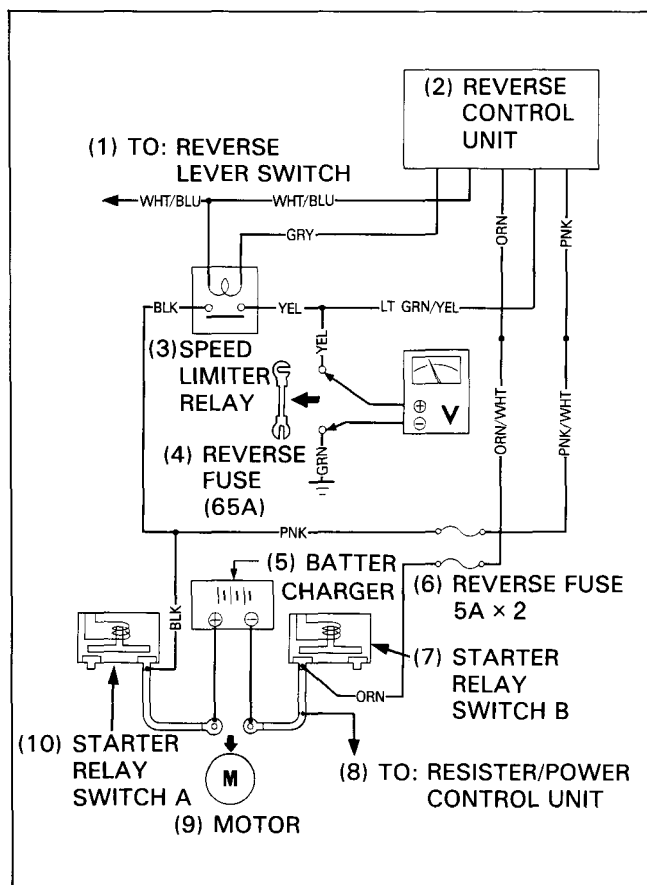 (2) REVERSE
CONTROL
UNIT
(1) TO: REVERSE
LEVER SWITCH
WHT/BLU
WHT/BLU
GRY
ORN
PNK
BLK
YEL
LT GRN/YEL
(3) SPEED
LIMITER
RELAY
YEL
⊕
⊖
V
(4) REVERSE
FUSE
(65A)
GRN
ORN/WHT
PNK/WHT
PNK
(5) BATTER
CHARGER
(6) REVERSE FUSE
5A × 2
BLK
⊕
⊖
(7) STARTER
RELAY
SWITCH B
ORN
(10) STARTER
RELAY
SWITCH A
M
(8) TO: RESISTER/POWER
CONTROL UNIT
(9) MOTOR